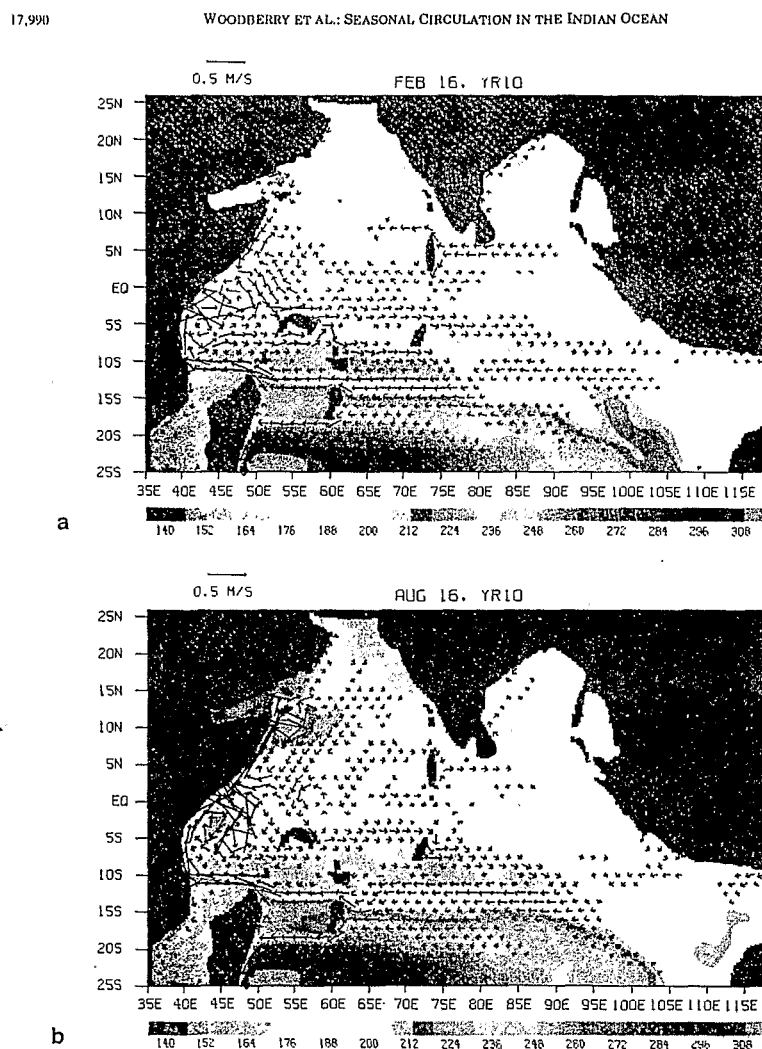 17,990
WOODBERRY ET AL.: SEASONAL CIRCULATION IN THE INDIAN OCEAN
0.5 M/S
FEB 16, YR10
25N
20N
15N
10N
5N
EQ
5S
10S
15S
20S
25S
35E 40E 45E 50E 55E 60E 65E 70E 75E 80E 85E 90E 95E 100E 105E 110E 115E
a
140 152 164 176 188 200 212 224 236 248 260 272 284 296 308
0.5 M/S
AUG 16, YR10
25N
20N
15N
10N
5N
EQ
5S
10S
15S
20S
25S
35E 40E 45E 50E 55E 60E 65E 70E 75E 80E 85E 90E 95E 100E 105E 110E 115E
b
140 152 164 176 188 200 212 224 236 248 260 272 284 296 308